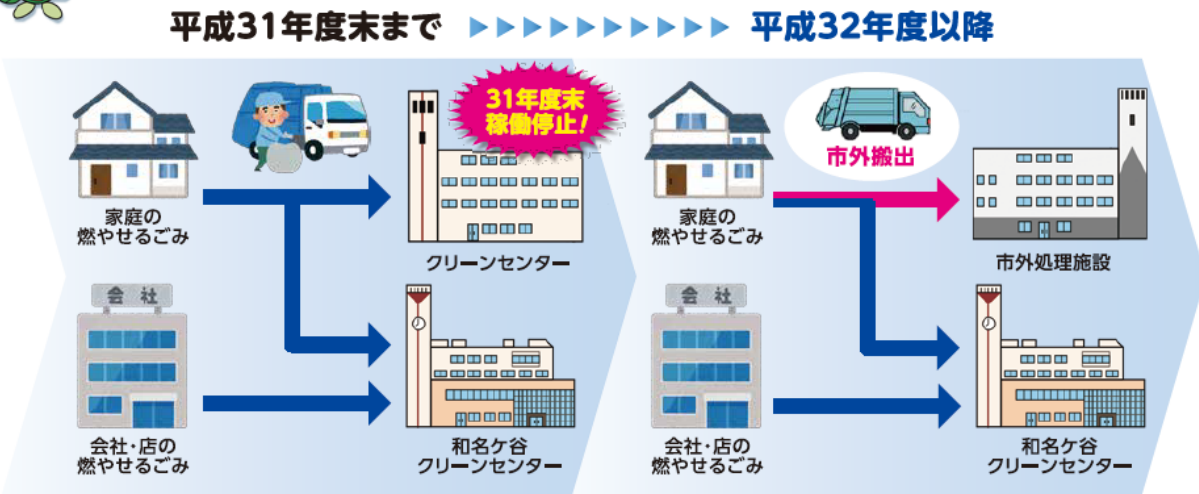 平成31年度末まで
平成32年度以降
31年度末
稼働停止!
家庭の
燃やせるごみ
クリーンセンター
会社
会社・店の
燃やせるごみ
和名ケ谷
クリーンセンター
市外搬出
家庭の
燃やせるごみ
市外処理施設
会社
会社・店の
燃やせるごみ
和名ケ谷
クリーンセンター